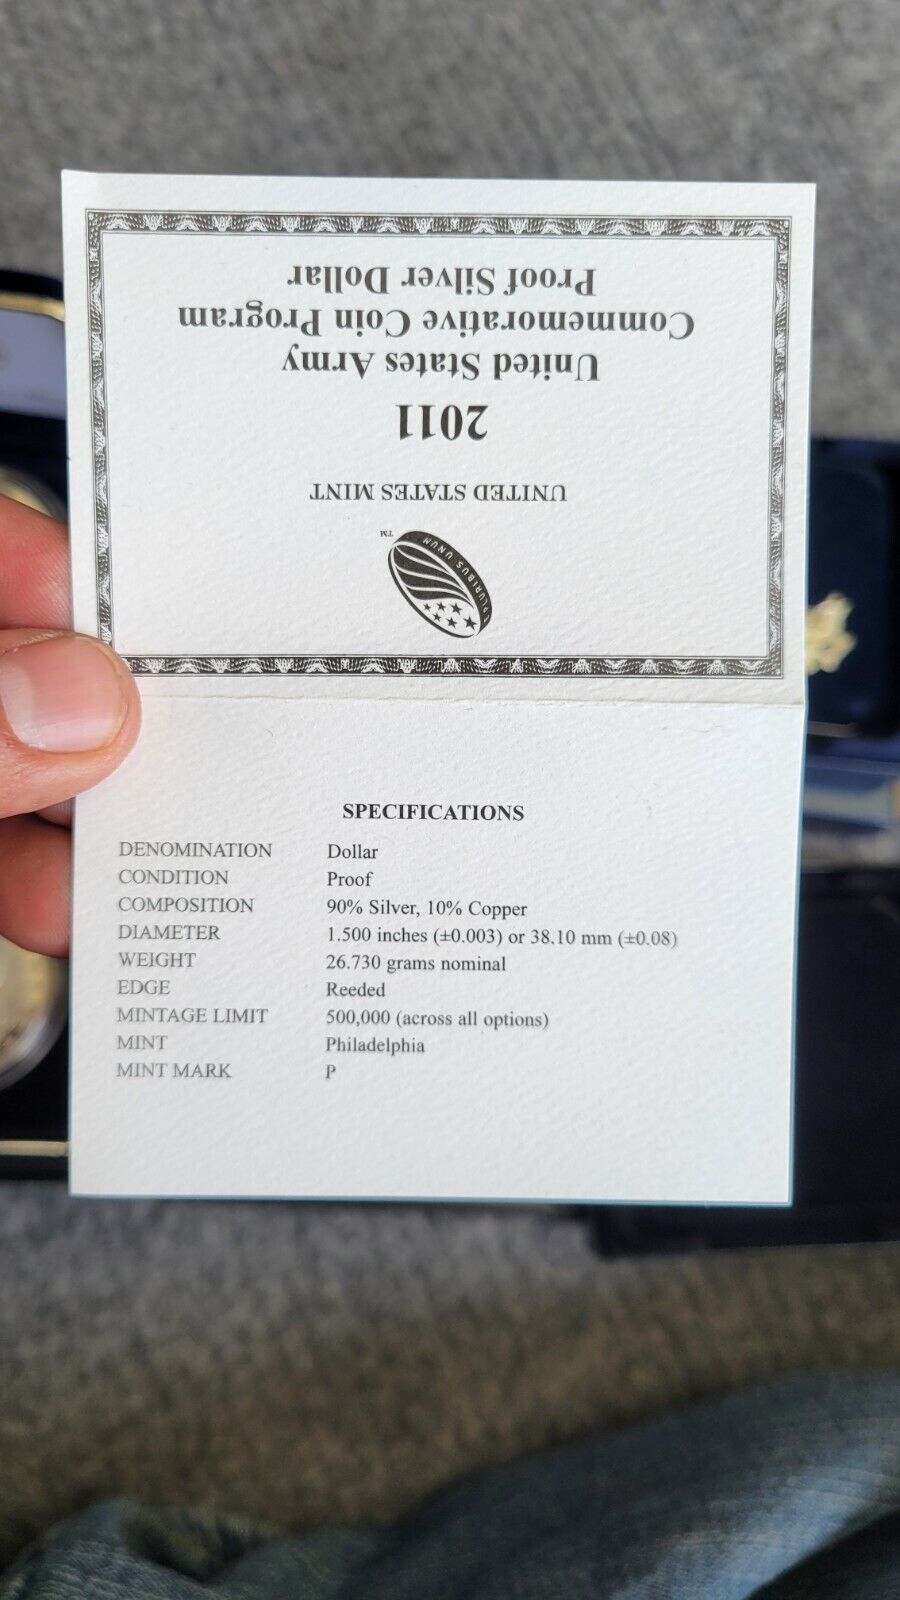 UNITED STATES MINT
2011
United States Army
Commemorative Coin Program
Proof Silver Dollar
PLURIBUS UNUM
TM
SPECIFICATIONS
DENOMINATION Dollar
CONDITION Proof
COMPOSITION 90% Silver, 10% Copper
DIAMETER 1.500 inches (±0.003) or 38.10 mm (±0.08)
WEIGHT 26.730 grams nominal
EDGE Reeded
MINTAGE LIMIT 500,000 (across all options)
MINT Philadelphia
MINT MARK P